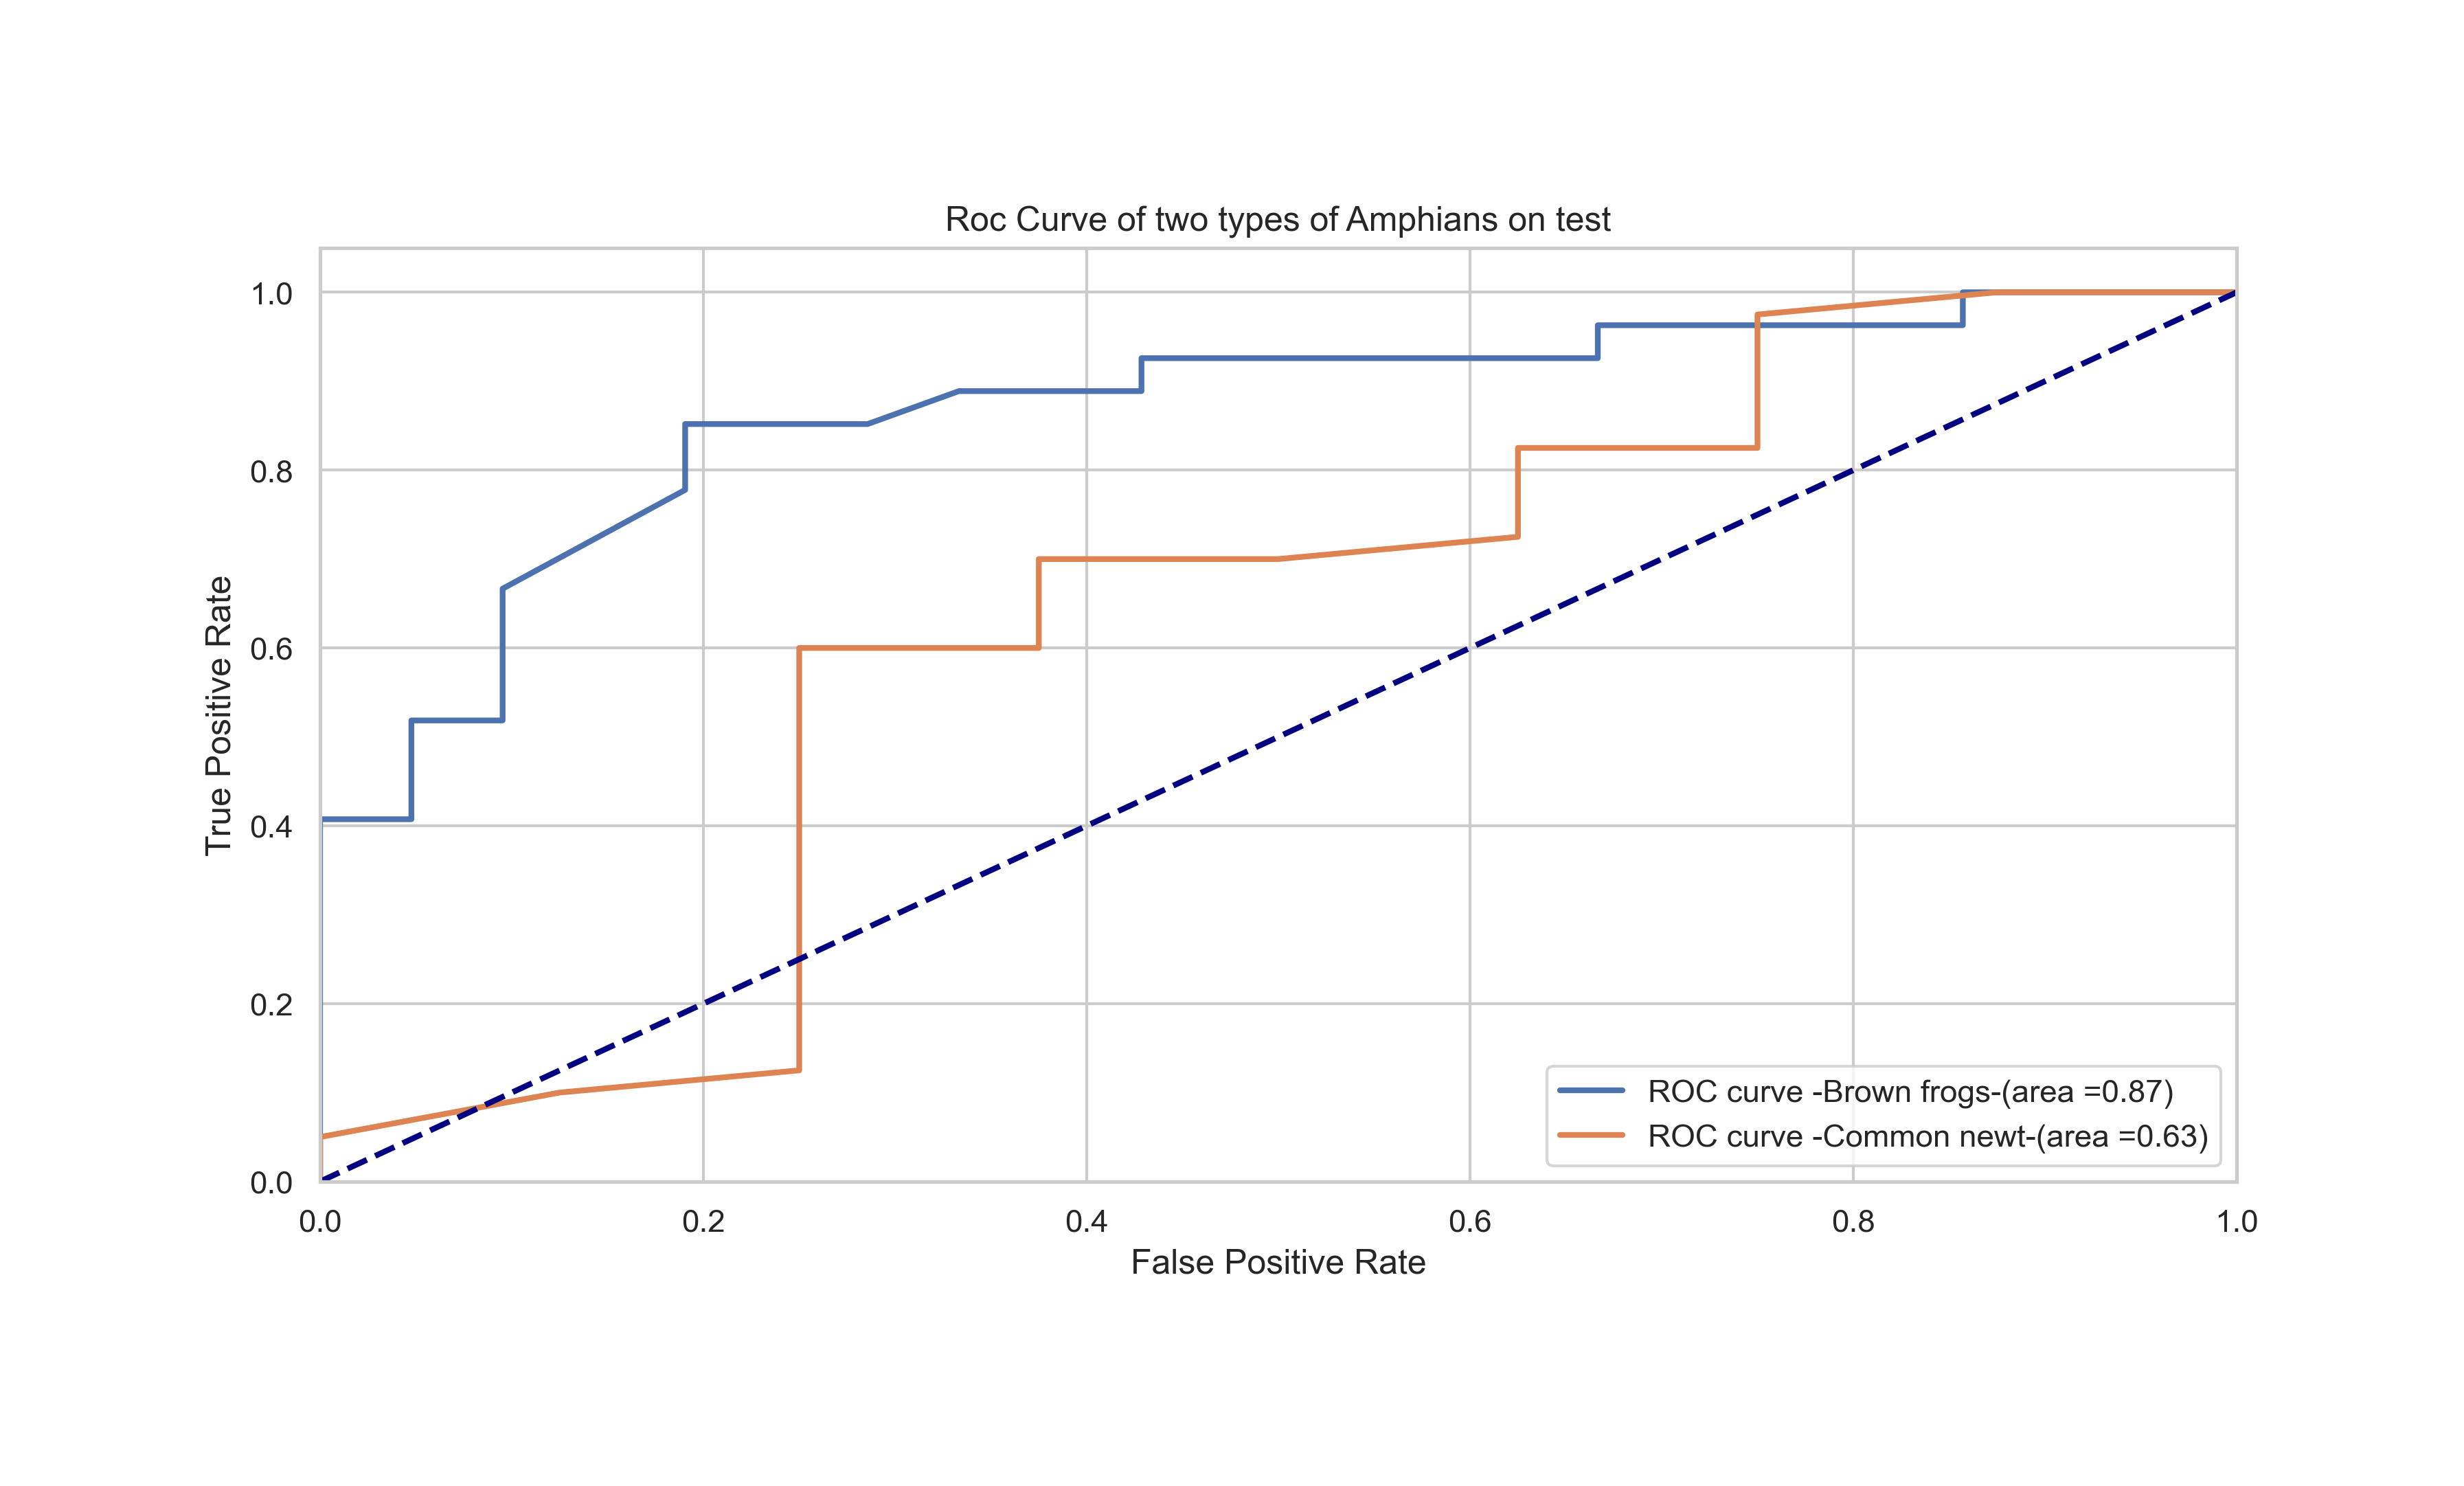 Roc Curve of two types of Amphians on test
1.0
0.8
0.6
0.4
0.2
0.0
True Positive Rate
0.0 0.2 0.4 0.6 0.8 1.0
False Positive Rate
ROC curve -Brown frogs-(area =0.87)
ROC curve -Common newt-(area =0.63)